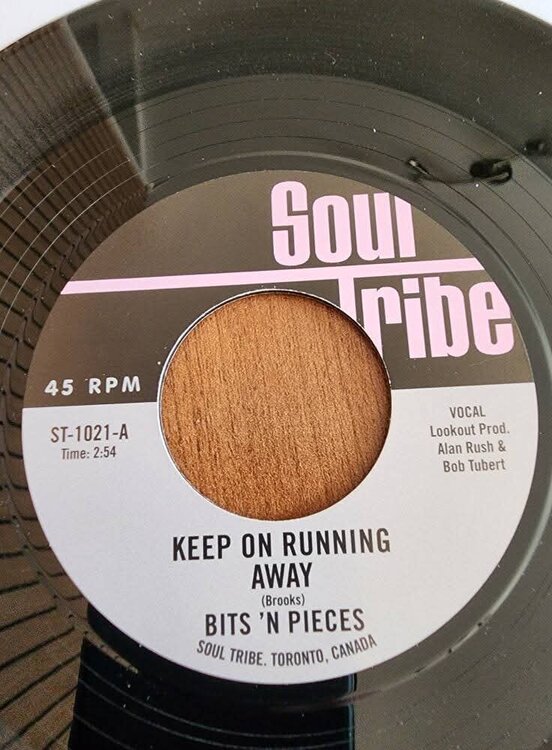 Soul
Tribe
45 RPM
ST-1021-A
Time: 2:54
VOCAL
Lookout Prod.
Alan Rush &
Bob Tubert
KEEP ON RUNNING
AWAY
(Brooks)
BITS 'N PIECES
SOUL TRIBE. TORONTO, CANADA